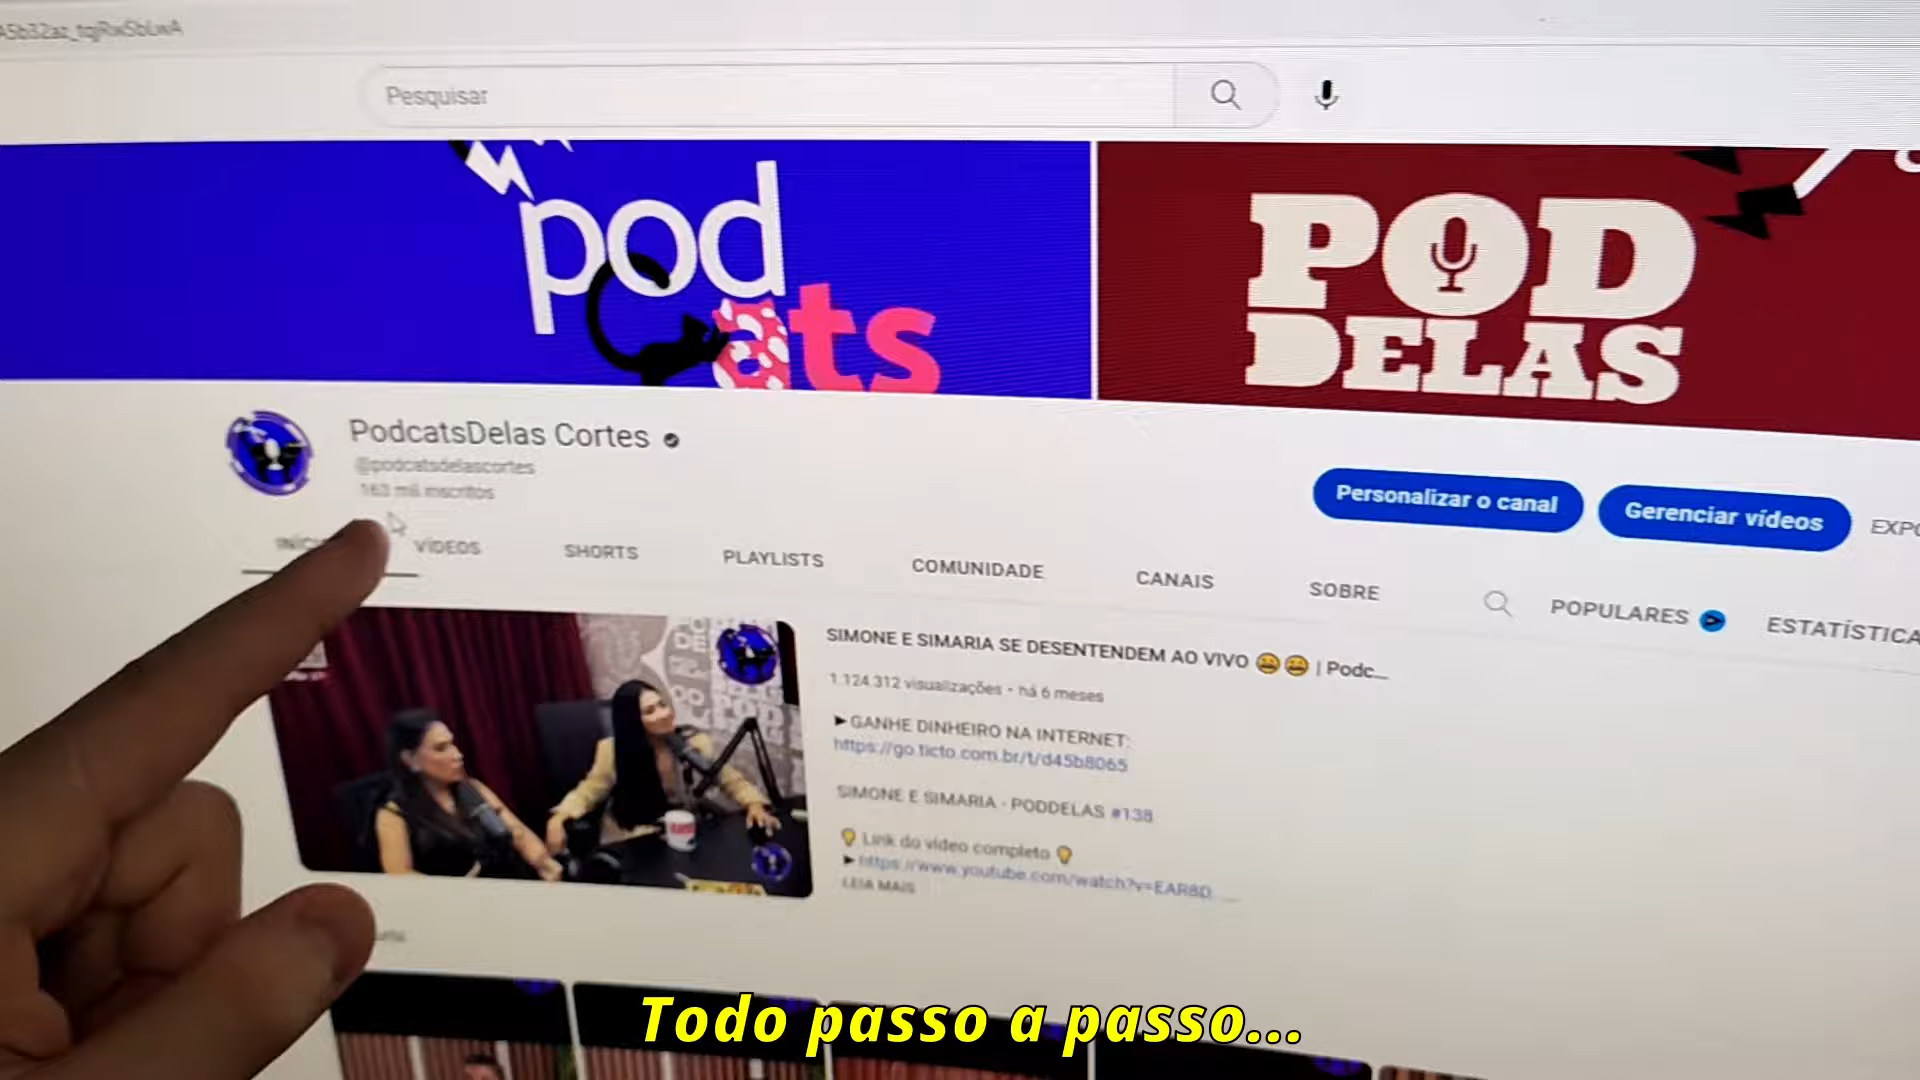 Pesquisar
pod
cats
POD
DELAS
PodcatsDelas Cortes
@podcatsdelascortes
163 mil inscritos
Personalizar o canal
Gerenciar vídeos
EXPO
VÍDEOS
SHORTS
PLAYLISTS
COMUNIDADE
CANAIS
SOBRE
POPULARES
ESTATÍSTICA
SIMONE E SIMARIA SE DESENTENDEM AO VIVO 😄😄 | Podc...
1.124.312 visualizações • há 6 meses
►GANHE DINHEIRO NA INTERNET:
https://go.ticto.com.br/t/d45b8065
SIMONE E SIMARIA - PODDELAS #138
💡 Link do vídeo completo 💡
►https://www.youtube.com/watch?v=EAR8D...
LEIA MAIS
Todo passo a passo...